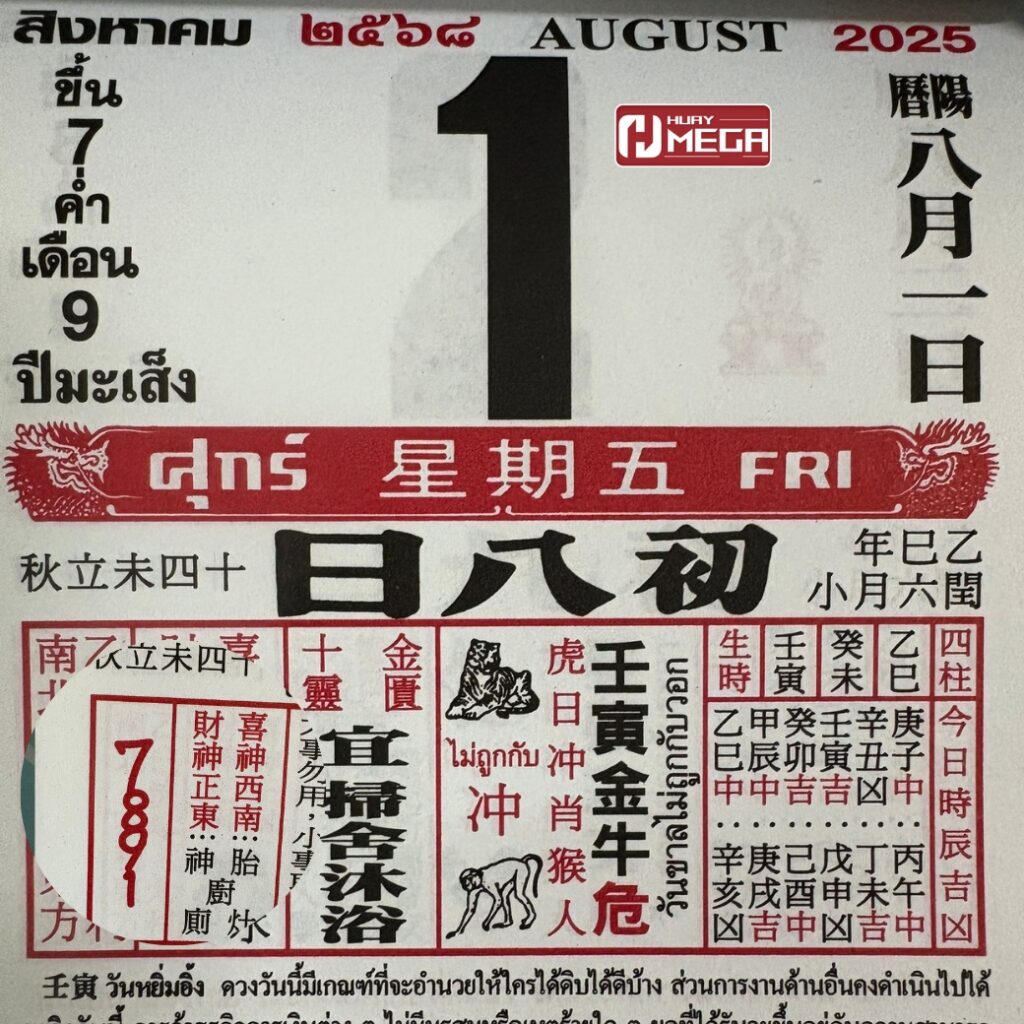 สิงหาคม ๒๕๖๘ AUGUST 2025
ขึ้น
7
ค่ำ
เดือน
9
ปีมะเส็ง
1
HUAY
MEGA
曆陽
八月一日
ศุกร์ 星期五 FRI
秋立未四十
日八初
年巳乙
小月六閏
四柱
乙巳
癸未
壬寅
生時
今日時辰吉凶
庚子中
辛丑凶
壬寅吉
癸卯吉
甲辰中
乙巳中
丙午中
丁未吉
戊申凶
己酉中
庚戌吉
辛亥凶
วันขาลไม่ถูกกับวอก
壬寅金牛危
虎日冲肖猴人
ไม่ถูกกับ
冲
金匱
十靈
宜掃舍沐浴
秋立未四十
喜神西南
財神正東
胎
神廚
廁
78891
南
方
壬寅 วันหยิ่มอิ้ง ดวงวันนี้มีเกณฑ์ที่จะอำนวยให้ใครได้ดิบได้ดีบ้าง ส่วนการงานด้านอื่นคงดำเนินไปได้